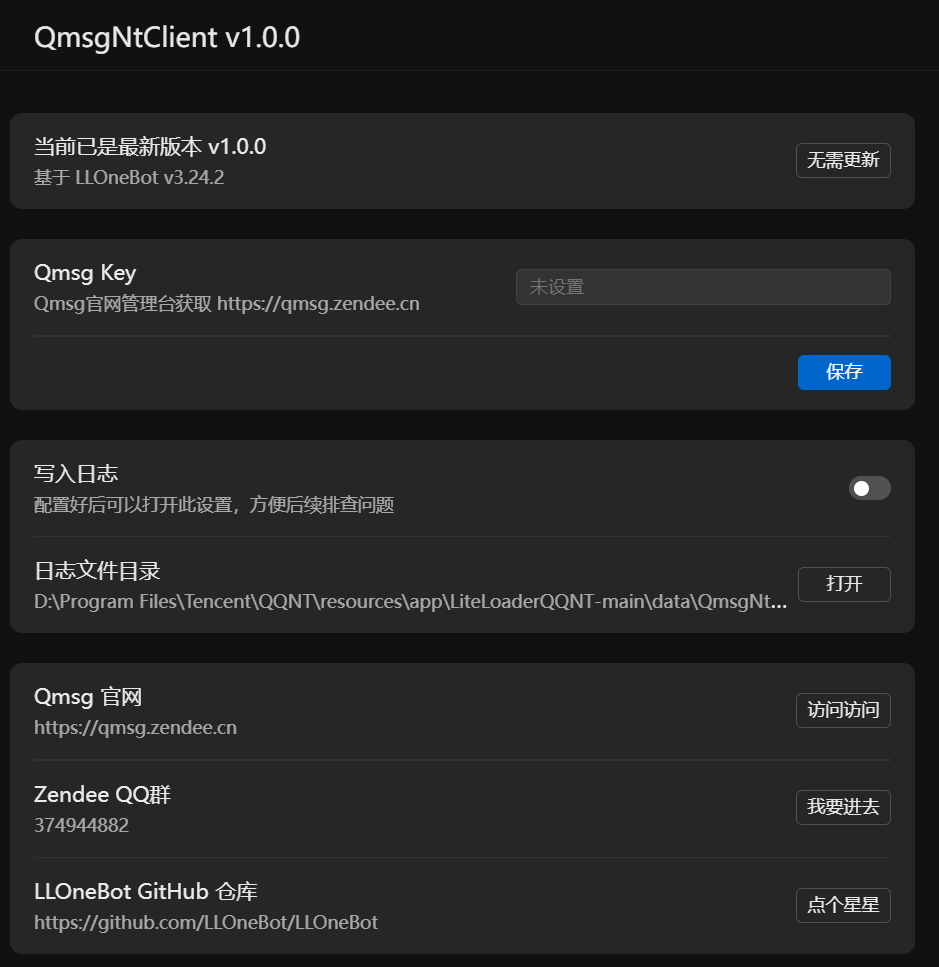 QmsgNtClient v1.0.0
当前已是最新版本 v1.0.0
基于 LLOneBot v3.24.2
无需更新
Qmsg Key
Qmsg官网管理台获取 https://qmsg.zendee.cn
未设置
保存
写入日志
配置好后可以打开此设置，方便后续排查问题
日志文件目录
D:\Program Files\Tencent\QQNT\resources\app\LiteLoaderQQNT-main\data\QmsgNt...
打开
Qmsg 官网
https://qmsg.zendee.cn
访问访问
Zendee QQ群
374944882
我要进去
LLOneBot GitHub 仓库
https://github.com/LLOneBot/LLOneBot
点个星星